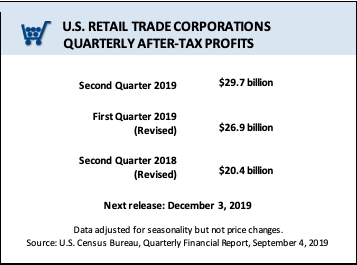 U.S. RETAIL TRADE CORPORATIONS
QUARTERLY AFTER-TAX PROFITS
Second Quarter 2019 $29.7 billion
First Quarter 2019
(Revised) $26.9 billion
Second Quarter 2018
(Revised) $20.4 billion
Next release: December 3, 2019
Data adjusted for seasonality but not price changes.
Source: U.S. Census Bureau, Quarterly Financial Report, September 4, 2019